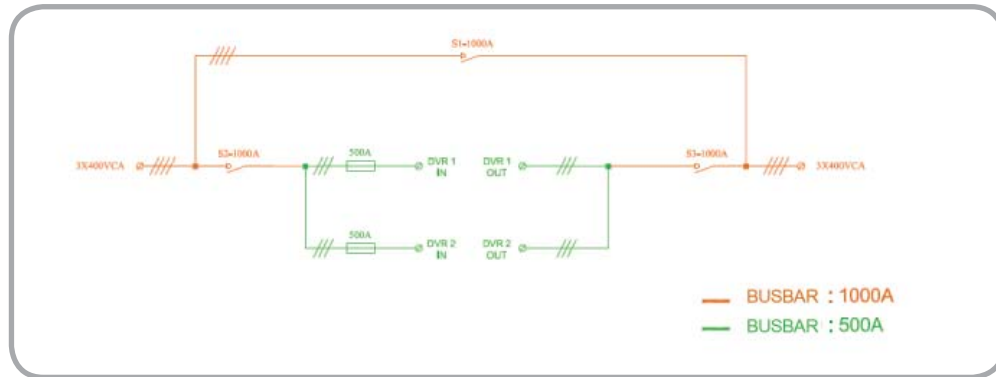 S1-1000A
3X400VCA
S2-1000A
500A
DVR 1
IN
DVR 1
OUT
S3-1000A
3X400VCA
500A
DVR 2
IN
DVR 2
OUT
BUSBAR : 1000A
BUSBAR : 500A